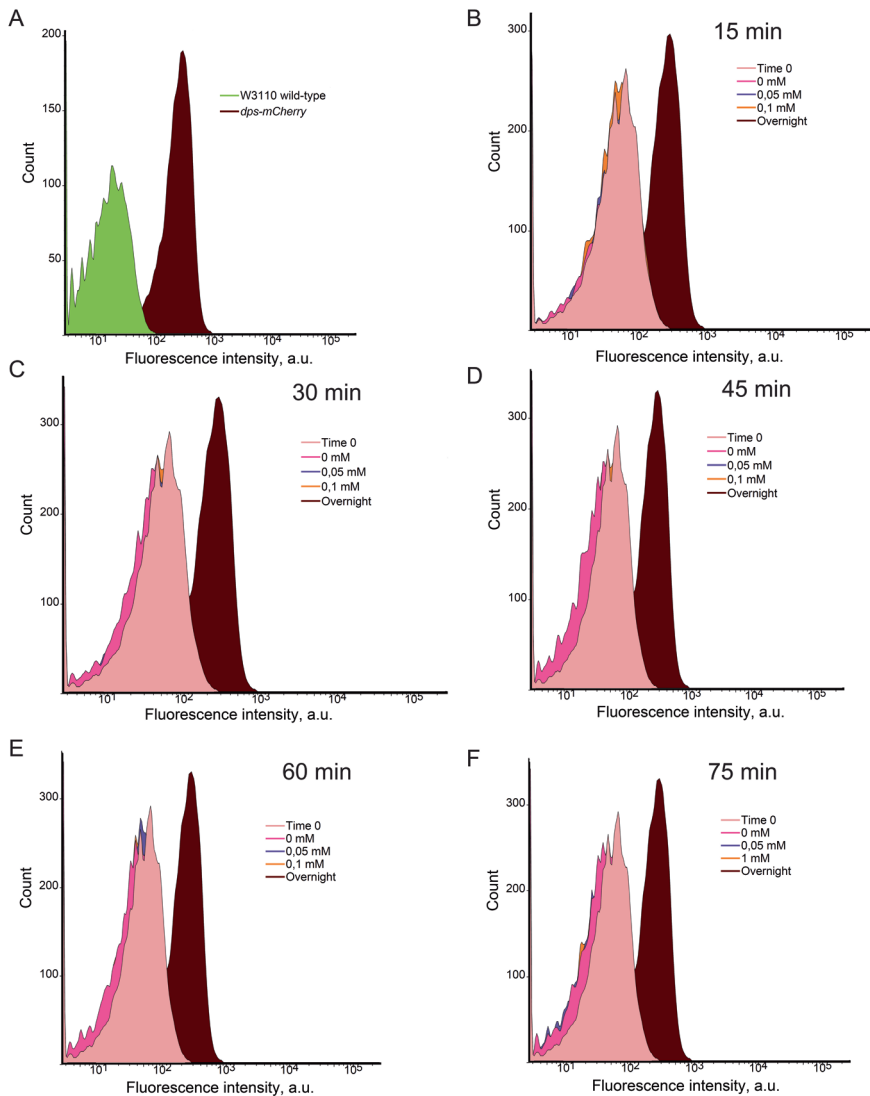 A
200
150
100
50
Count
W3110 wild-type
dps-mCherry
10¹ 10² 10³ 10⁴ 10⁵
Fluorescence intensity, a.u.
B
15 min
300
200
100
Count
Time 0
0 mM
0,05 mM
0,1 mM
Overnight
10¹ 10² 10³ 10⁴ 10⁵
Fluorescence intensity, a.u.
C
30 min
300
200
100
Count
Time 0
0 mM
0,05 mM
0,1 mM
Overnight
10¹ 10² 10³ 10⁴ 10⁵
Fluorescence intensity, a.u.
D
45 min
300
200
100
Count
Time 0
0 mM
0,05 mM
0,1 mM
Overnight
10¹ 10² 10³ 10⁴ 10⁵
Fluorescence intensity, a.u.
E
60 min
300
200
100
Count
Time 0
0 mM
0,05 mM
0,1 mM
Overnight
10¹ 10² 10³ 10⁴ 10⁵
Fluorescence intensity, a.u.
F
75 min
300
200
100
Count
Time 0
0 mM
0,05 mM
1 mM
Overnight
10¹ 10² 10³ 10⁴ 10⁵
Fluorescence intensity, a.u.